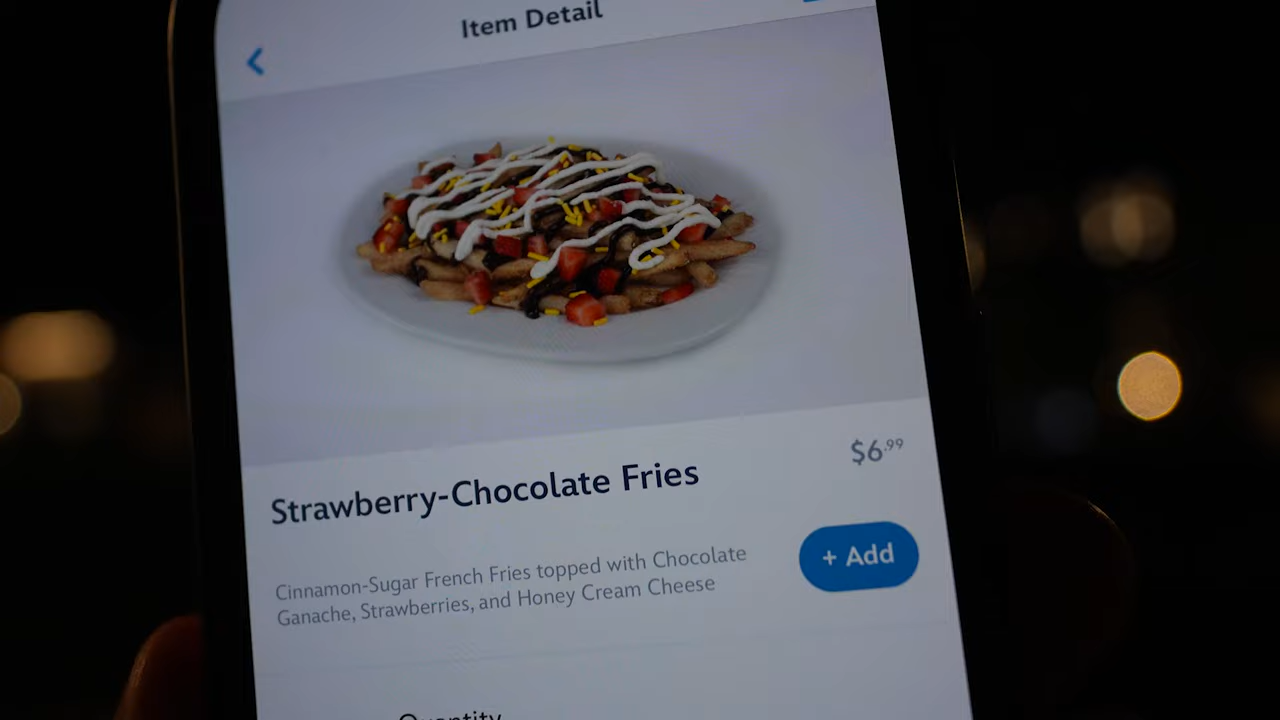 Item Detail
Strawberry-Chocolate Fries
$6.99
Cinnamon-Sugar French Fries topped with Chocolate
Ganache, Strawberries, and Honey Cream Cheese
+ Add
Quantity